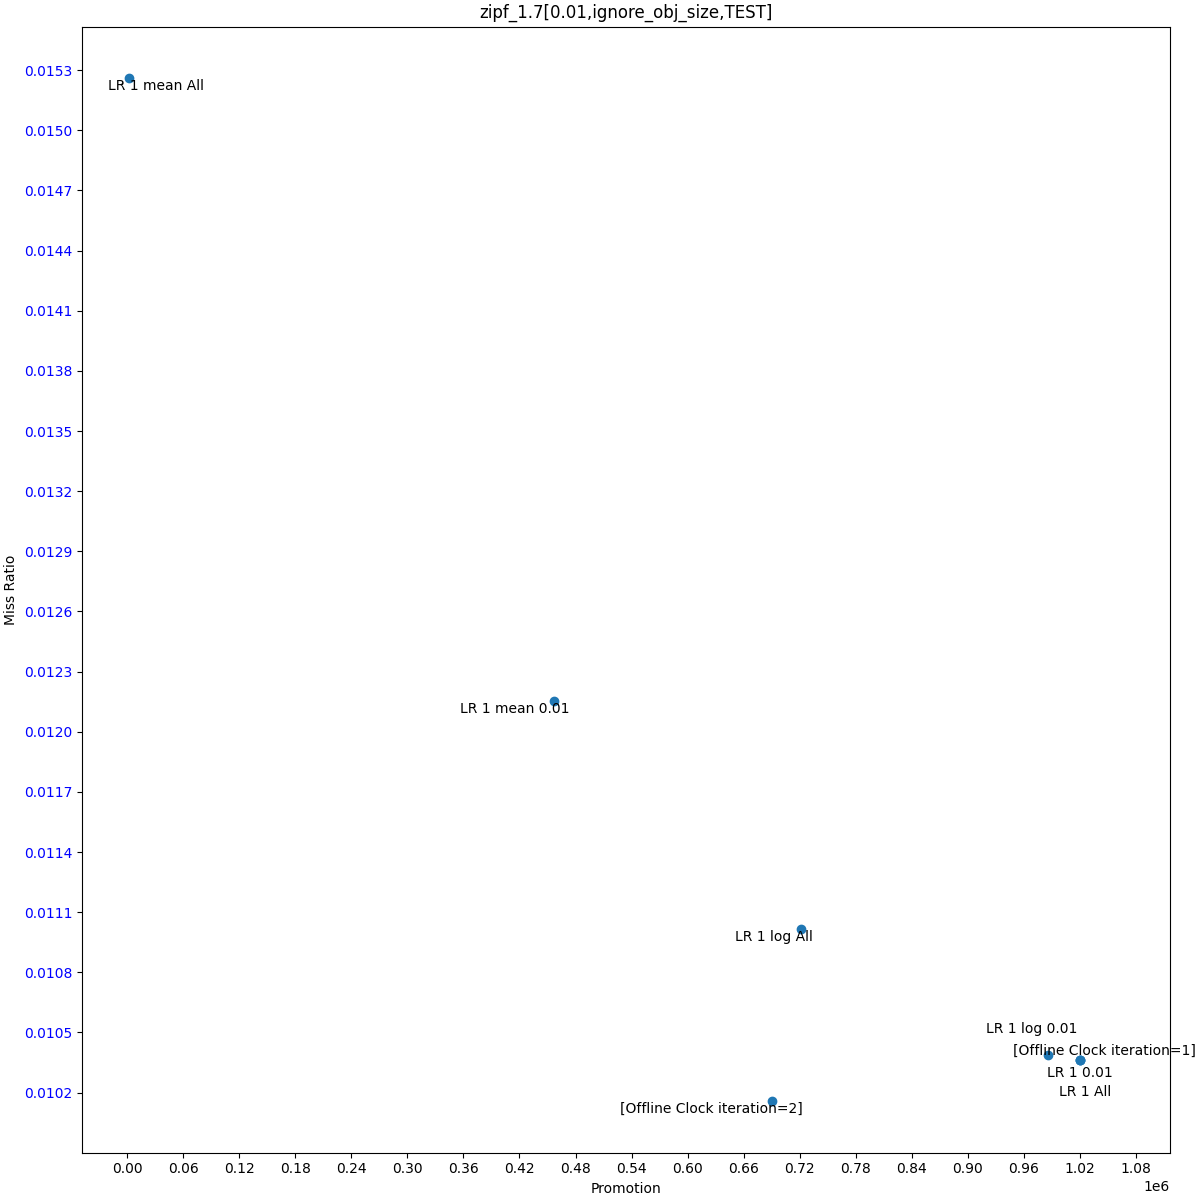 zipf_1.7[0.01,ignore_obj_size,TEST]
0.0153
LR 1 mean All
0.0150
0.0147
0.0144
0.0141
0.0138
0.0135
0.0132
0.0129
Miss Ratio
0.0126
0.0123
LR 1 mean 0.01
0.0120
0.0117
0.0114
0.0111
LR 1 log All
0.0108
0.0105
LR 1 log 0.01
[Offline Clock iteration=1]
LR 1 0.01
LR 1 All
0.0102
[Offline Clock iteration=2]
0.00 0.06 0.12 0.18 0.24 0.30 0.36 0.42 0.48 0.54 0.60 0.66 0.72 0.78 0.84 0.90 0.96 1.02 1.08
1e6
Promotion